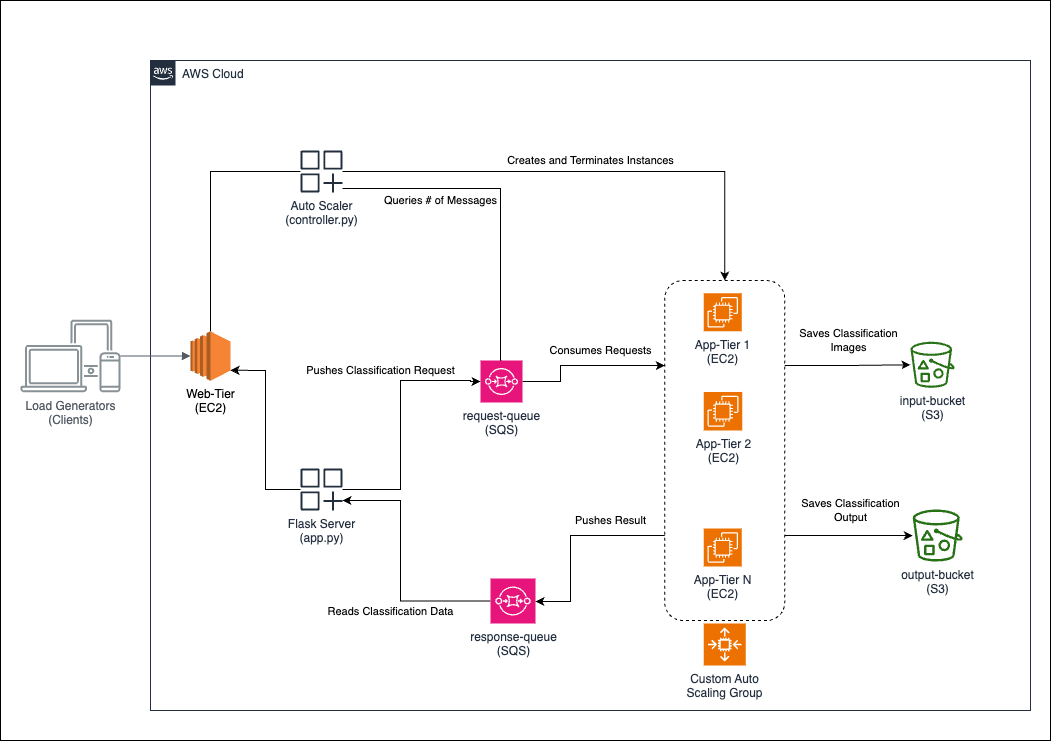 aws
AWS Cloud
Creates and Terminates Instances
Queries # of Messages
Auto Scaler
(controller.py)
App-Tier 1
(EC2)
Saves Classification
Images
Consumes Requests
Pushes Classification Request
Web-Tier
(EC2)
Load Generators
(Clients)
input-bucket
(S3)
request-queue
(SQS)
App-Tier 2
(EC2)
Saves Classification
Output
Pushes Result
Flask Server
(app.py)
App-Tier N
(EC2)
output-bucket
(S3)
Reads Classification Data
response-queue
(SQS)
Custom Auto
Scaling Group